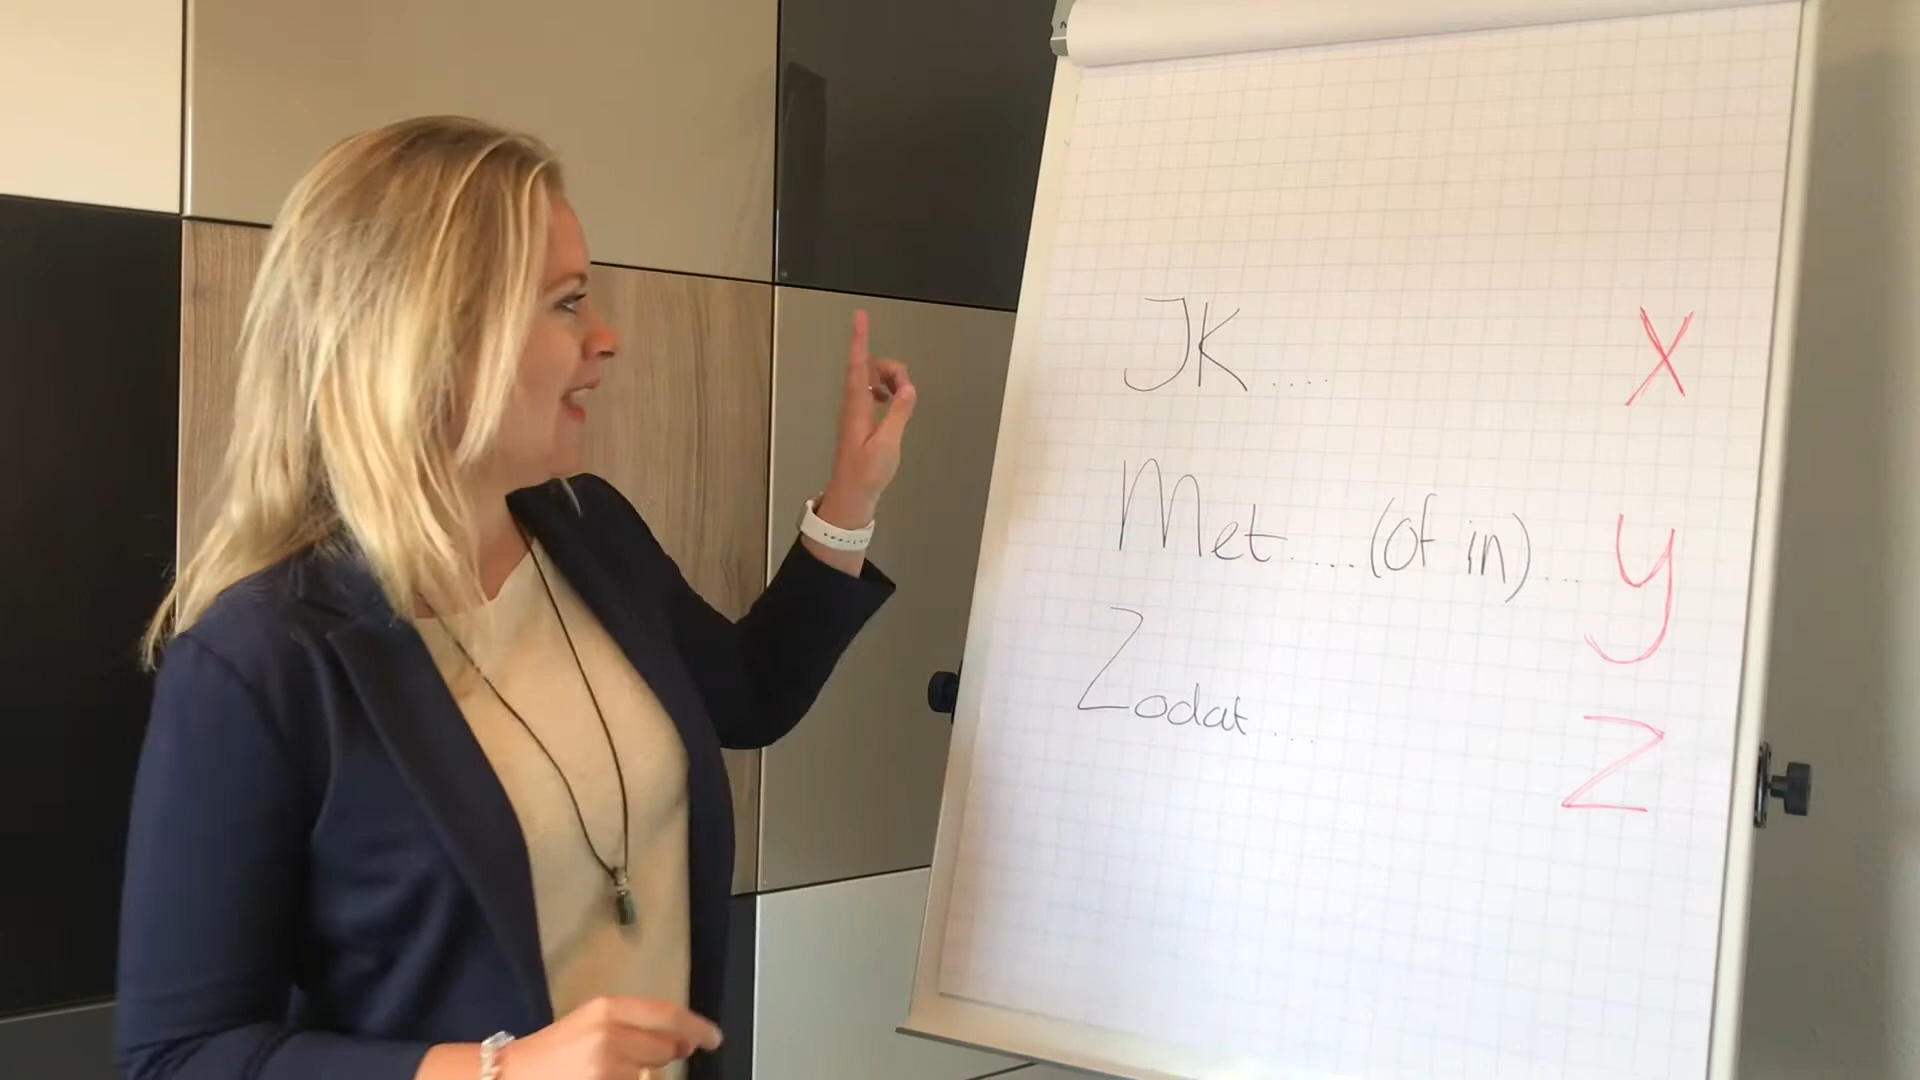 IK .... X
Met ..... (of in) ... y
Zodat ... Z